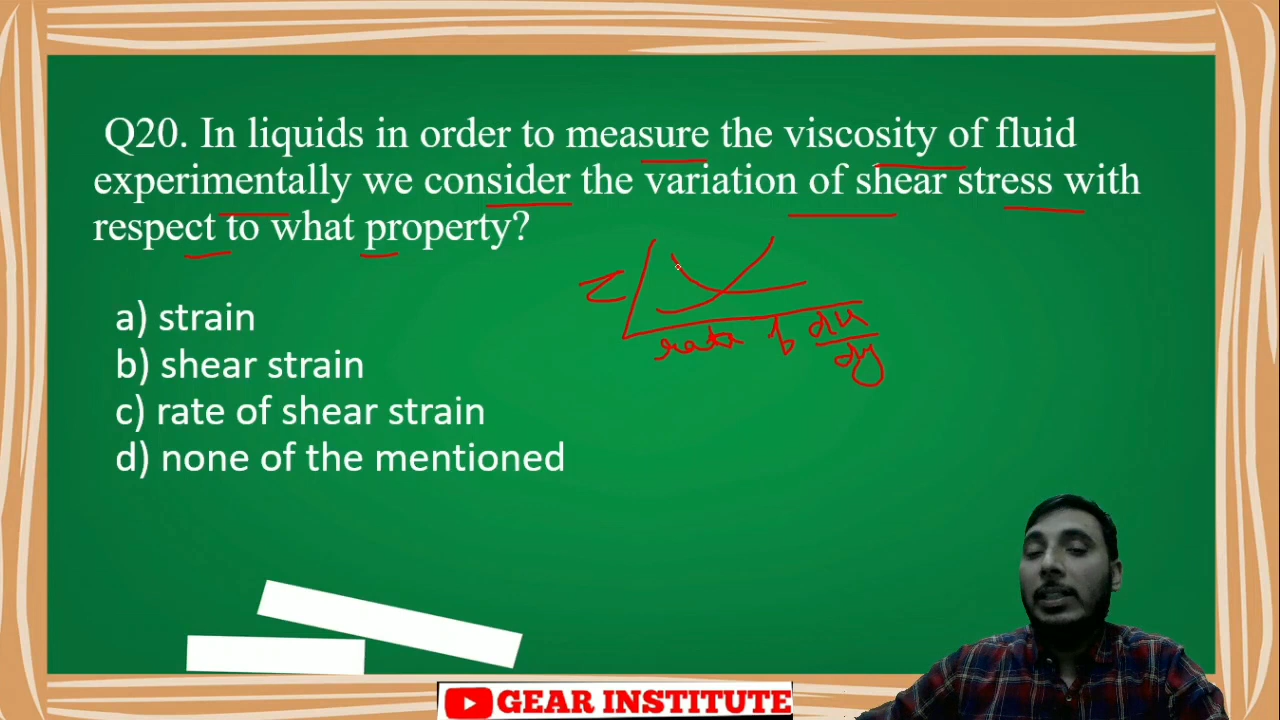 Q20. In liquids in order to measure the viscosity of fluid
experimentally we consider the variation of shear stress with
respect to what property?
a) strain
b) shear strain
c) rate of shear strain
d) none of the mentioned
τ
rate of du/dy
GEAR INSTITUTE